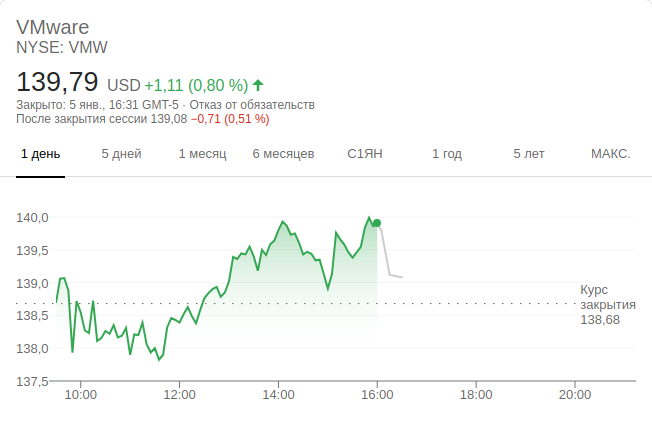 VMware
NYSE: VMW
139,79 USD +1,11 (0,80 %)
Закрыто: 5 янв., 16:31 GMT-5 · Отказ от обязательств
После закрытия сессии 139,08 −0,71 (0,51 %)
1 день 5 дней 1 месяц 6 месяцев С1ЯН 1 год 5 лет МАКС.
140,0
139,5
139,0
138,5
138,0
137,5
Курс
закрытия
138,68
10:00 12:00 14:00 16:00 18:00 20:00